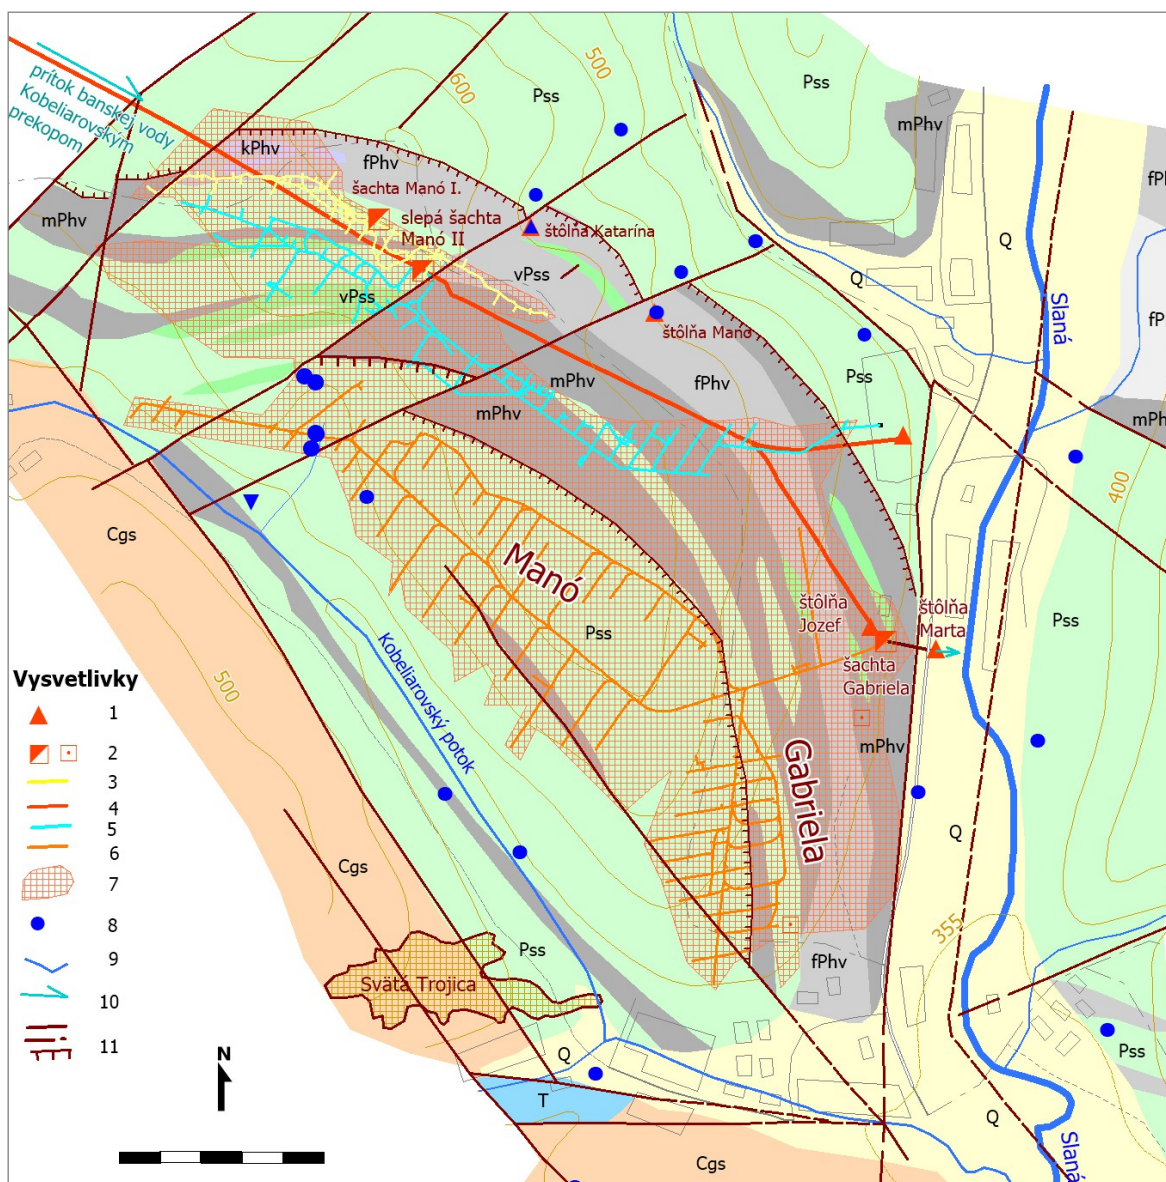 prítok banskej vody
Kobeliarovským
prekopom
600
500
Pss
Pss
mPhv
kPhv
fPhv
šachta Manó I.
slepá šachta
Manó II
štôlňa Katarína
mPhv
vPss
vPss
Q
Q
Slaná
štôlňa Manó
Pss
mPhv
fPhv
mPhv
mPh
400
Cgs
Manó
Pss
štôlňa
Jozef
štôlňa
Marta
šachta
Gabriela
Pss
mPhv
Gabriela
Kobeliarovský potok
500
Vysvetlivky
1
2
3
4
5
6
7
8
9
10
11
Q
Cgs
Pss
355
fPhv
Svätá Trojica
N
Q
T
Q
Pss
Cgs
Slaná